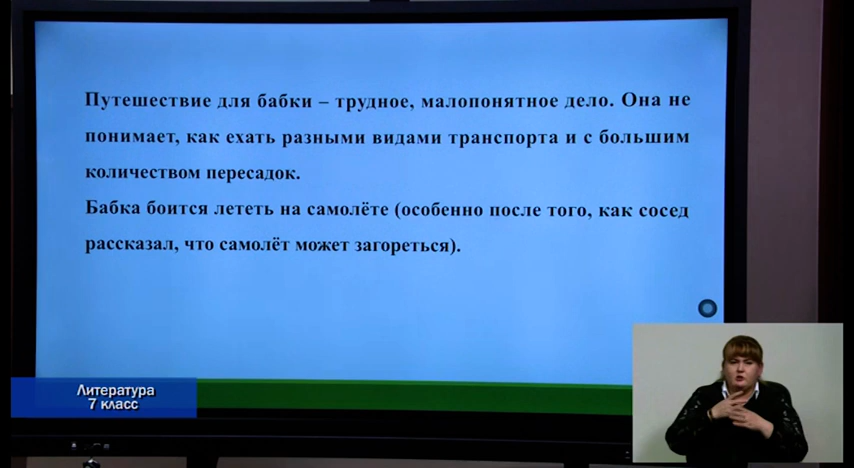 Путешествие для бабки – трудное, малопонятное дело. Она не
понимает, как ехать разными видами транспорта и с большим
количеством пересадок.
Бабка боится лететь на самолёте (особенно после того, как сосед
рассказал, что самолёт может загореться).
Литература
7 класс